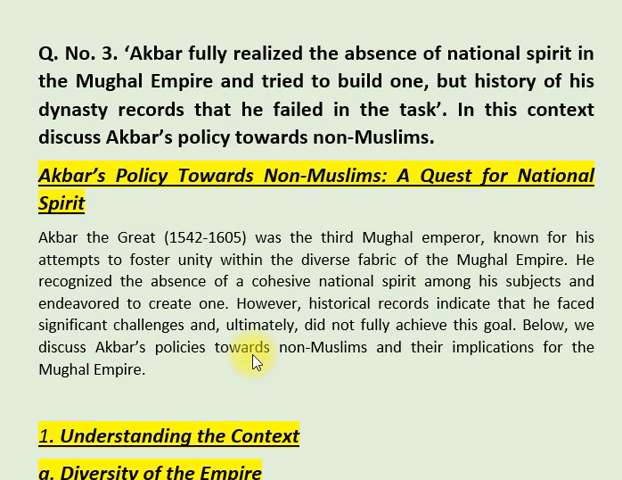 Q. No. 3. ‘Akbar fully realized the absence of national spirit in
the Mughal Empire and tried to build one, but history of his
dynasty records that he failed in the task’. In this context
discuss Akbar’s policy towards non-Muslims.
Akbar’s Policy Towards Non-Muslims: A Quest for National
Spirit
Akbar the Great (1542-1605) was the third Mughal emperor, known for his
attempts to foster unity within the diverse fabric of the Mughal Empire. He
recognized the absence of a cohesive national spirit among his subjects and
endeavored to create one. However, historical records indicate that he faced
significant challenges and, ultimately, did not fully achieve this goal. Below, we
discuss Akbar’s policies towards non-Muslims and their implications for the
Mughal Empire.
1. Understanding the Context
a. Diversity of the Empire